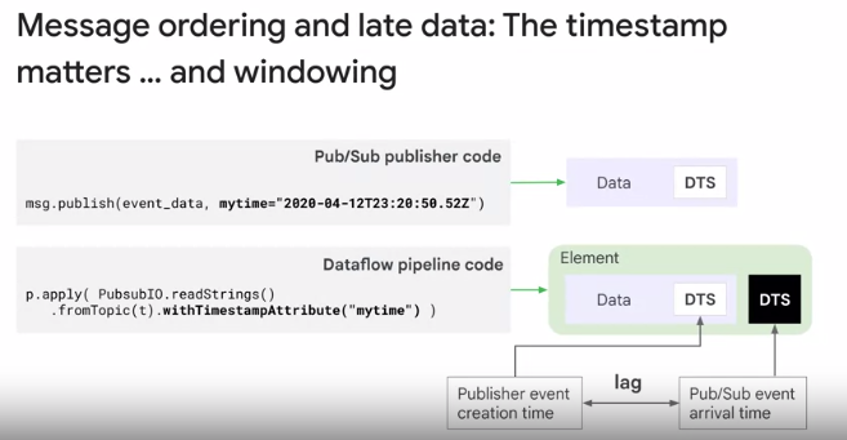 Message ordering and late data: The timestamp
matters ... and windowing
Pub/Sub publisher code
msg.publish(event_data, mytime="2020-04-12T23:20:50.52Z")
Data
DTS
Dataflow pipeline code
p.apply( PubsubIO.readStrings()
.fromTopic(t).withTimestampAttribute("mytime") )
Element
Data
DTS
DTS
Publisher event
creation time
lag
Pub/Sub event
arrival time